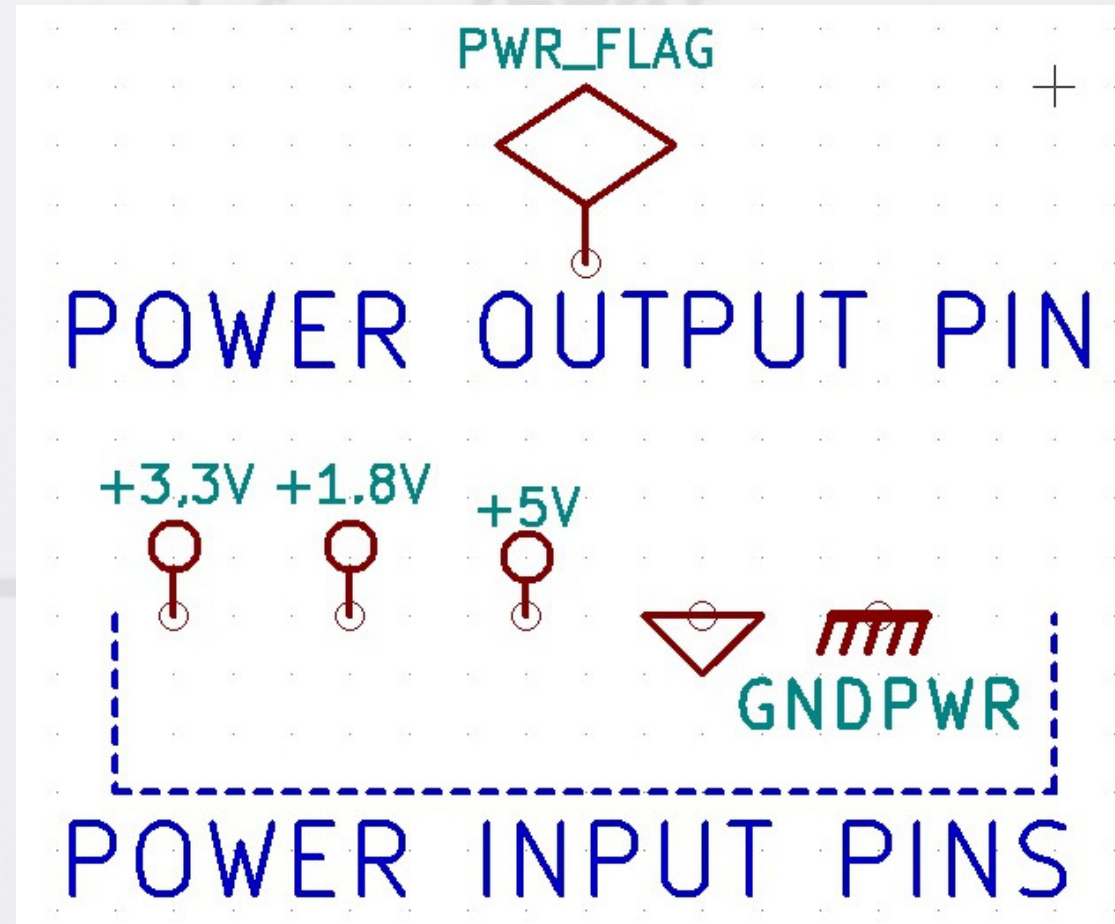 PWR_FLAG
POWER OUTPUT PIN
+3,3V +1.8V +5V
GNDPWR
POWER INPUT PINS